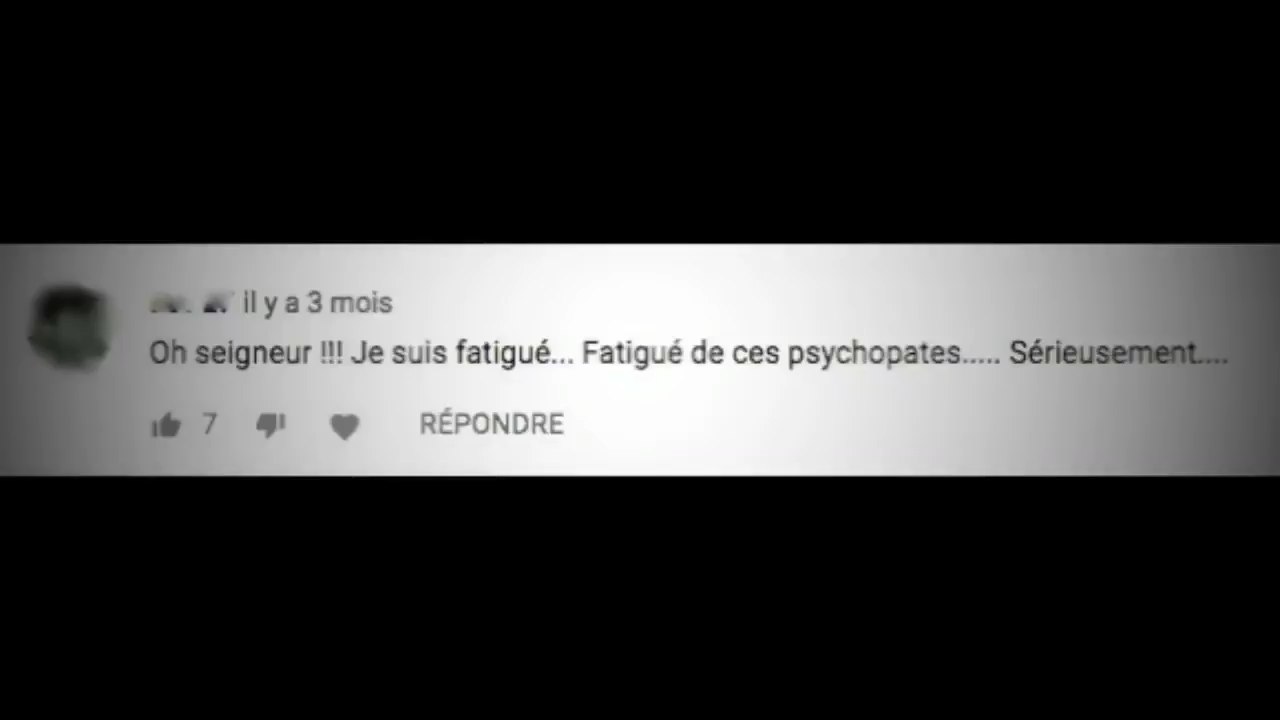 il y a 3 mois
Oh seigneur !!! Je suis fatigué... Fatigué de ces psychopates..... Sérieusement....
7 RÉPONDRE